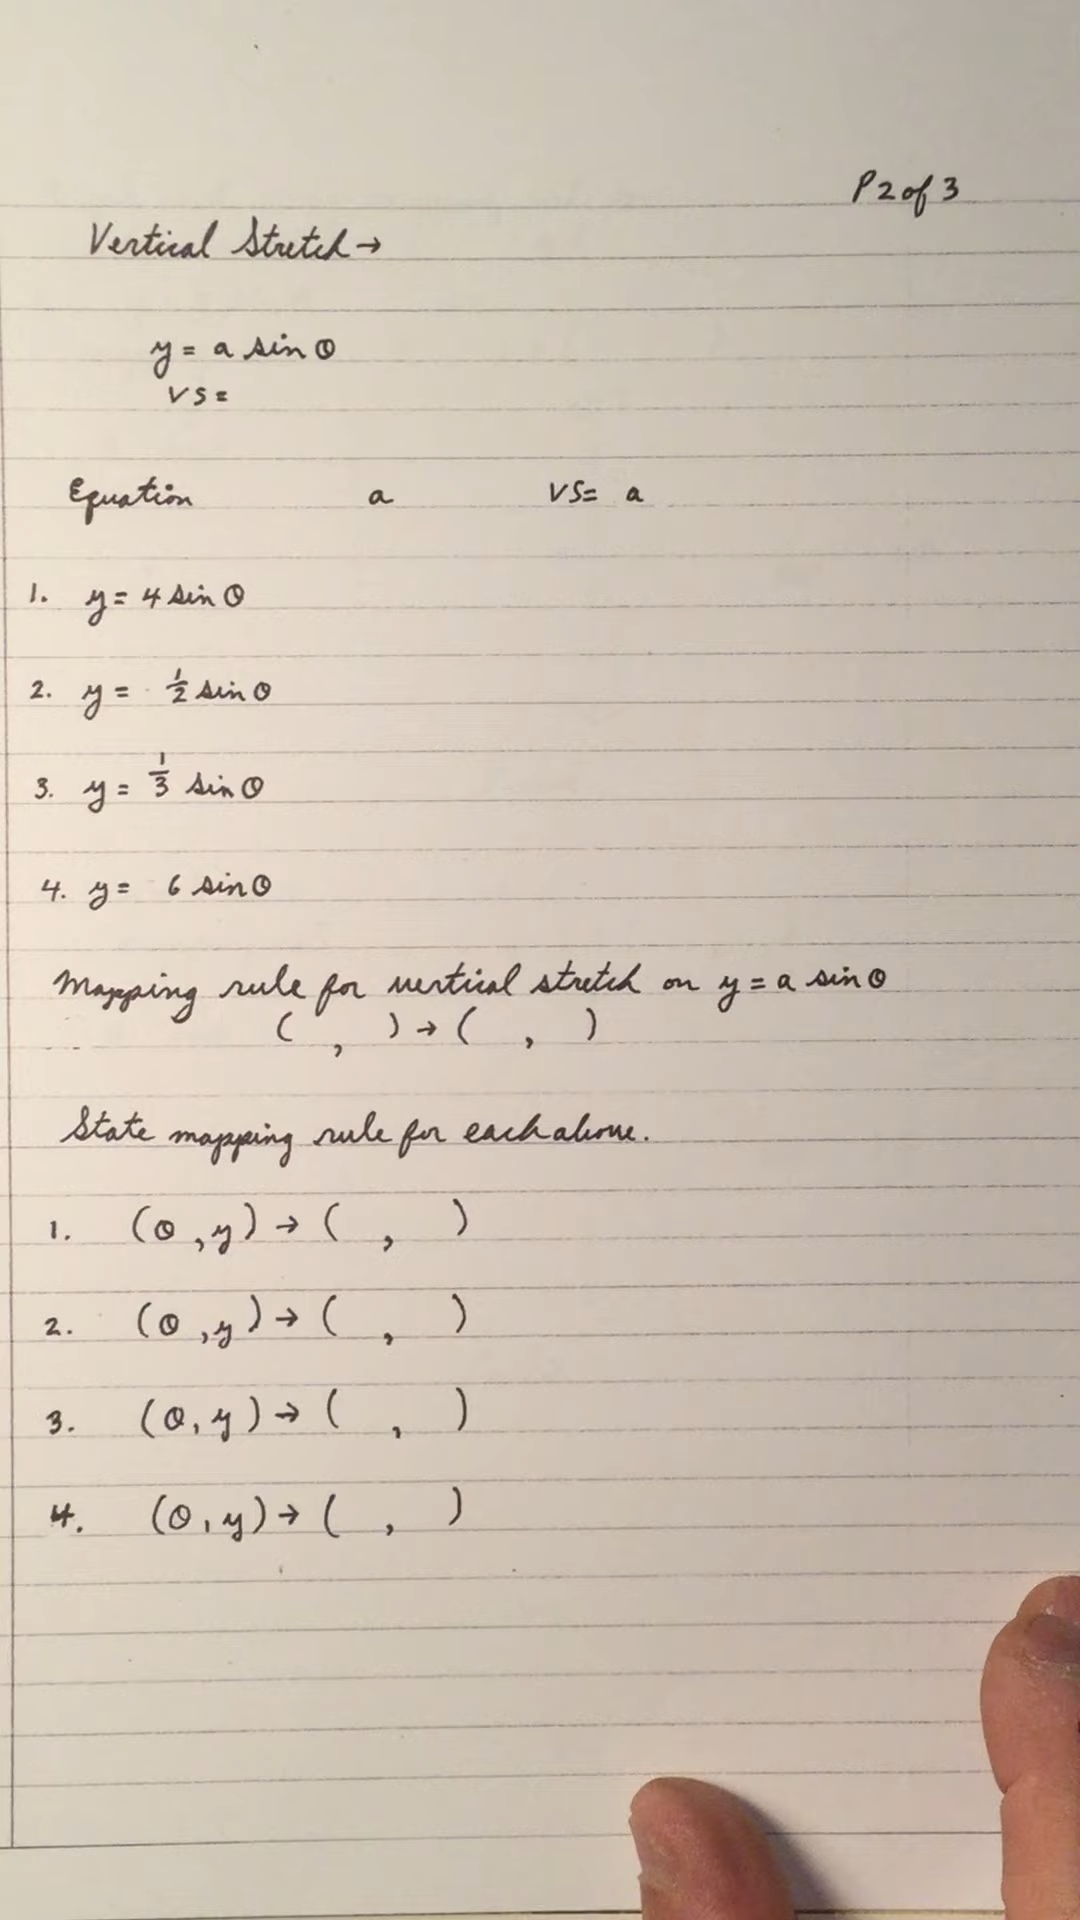 P2 of 3
Vertical Stretch →
y = a sin θ
VS =
Equation a VS= a
1. y = 4 sin θ
2. y = 1/2 sin θ
3. y = 1/3 sin θ
4. y = 6 sin θ
Mapping rule for vertical stretch on y = a sin θ
( , ) → ( , )
State mapping rule for each above.
1. (θ, y) → ( , )
2. (θ, y) → ( , )
3. (θ, y) → ( , )
4. (θ, y) → ( , )